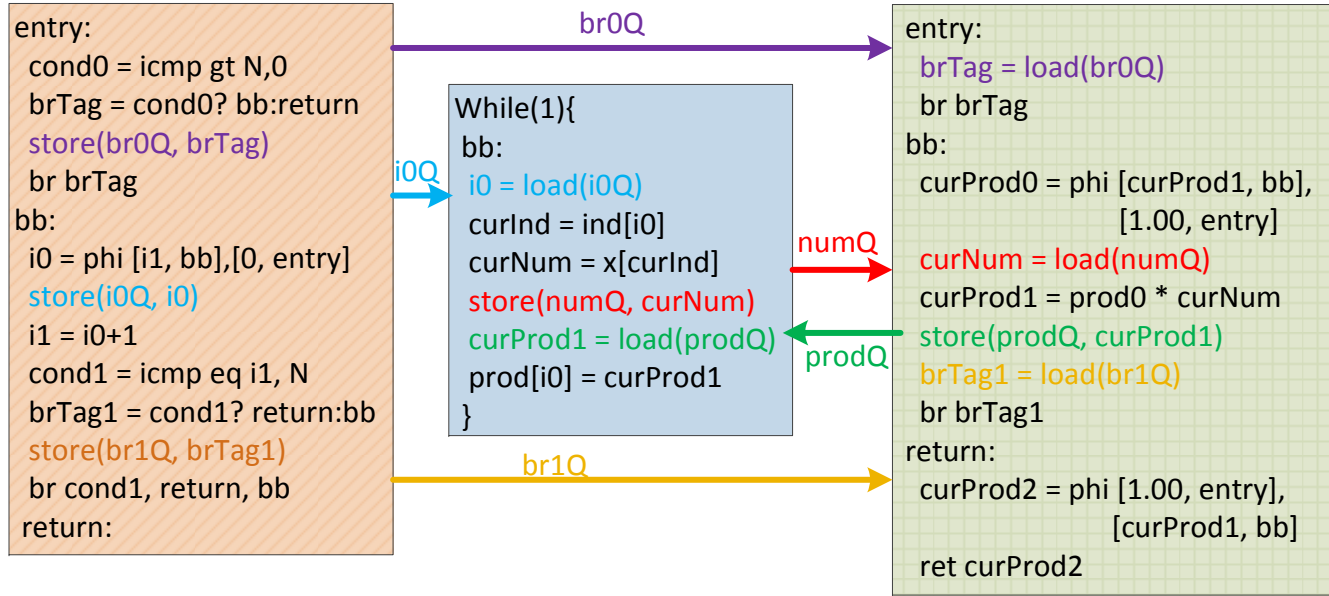 br0Q
entry:
cond0 = icmp gt N,0
brTag = cond0? bb:return
store(br0Q, brTag)
br brTag
bb:
i0 = phi [i1, bb],[0, entry]
store(i0Q, i0)
i1 = i0+1
cond1 = icmp eq i1, N
brTag1 = cond1? return:bb
store(br1Q, brTag1)
br cond1, return, bb
return:
i0Q
While(1){
bb:
i0 = load(i0Q)
curInd = ind[i0]
curNum = x[curInd]
store(numQ, curNum)
curProd1 = load(prodQ)
prod[i0] = curProd1
}
numQ
prodQ
br1Q
entry:
brTag = load(br0Q)
br brTag
bb:
curProd0 = phi [curProd1, bb],
[1.00, entry]
curNum = load(numQ)
curProd1 = prod0 * curNum
store(prodQ, curProd1)
brTag1 = load(br1Q)
br brTag1
return:
curProd2 = phi [1.00, entry],
[curProd1, bb]
ret curProd2